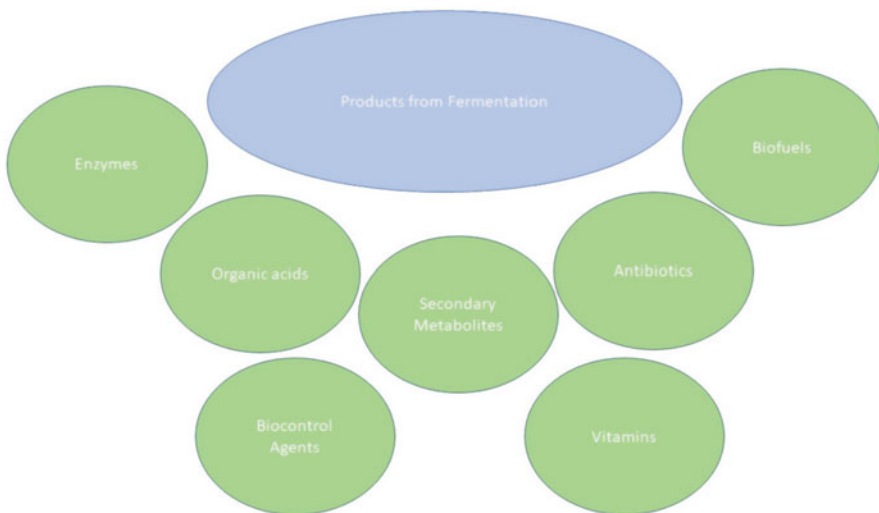 Products from Fermentation
Enzymes
Biofuels
Organic acids
Antibiotics
Secondary
Metabolites
Biocontrol
Agents
Vitamins